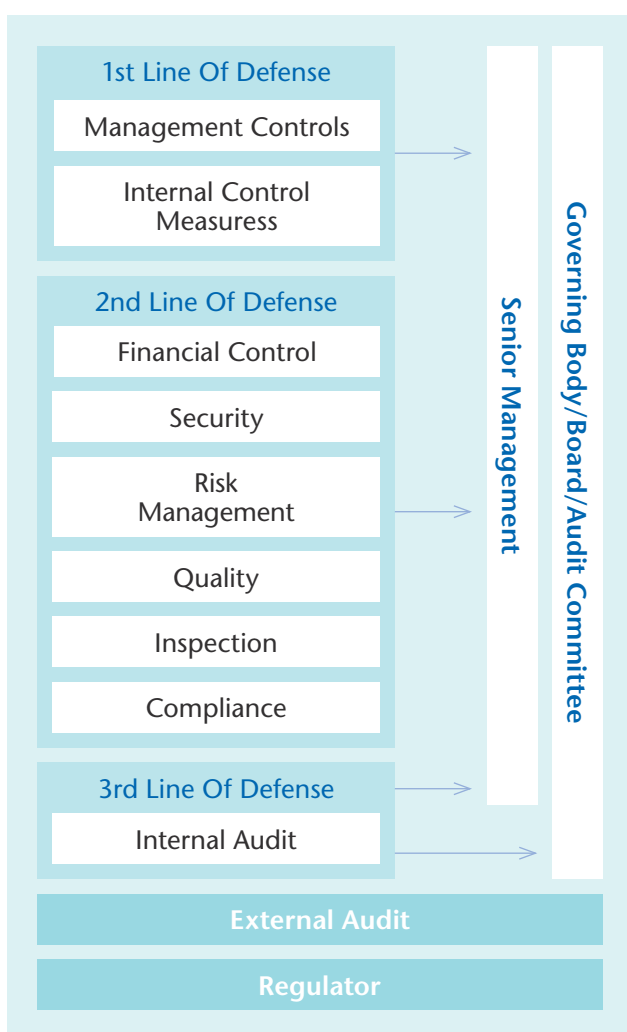 1st Line Of Defense
Management Controls
Internal Control
Measuress
2nd Line Of Defense
Financial Control
Security
Risk
Management
Quality
Inspection
Compliance
3rd Line Of Defense
Internal Audit
Senior Management
Governing Body/Board/Audit Committee
External Audit
Regulator